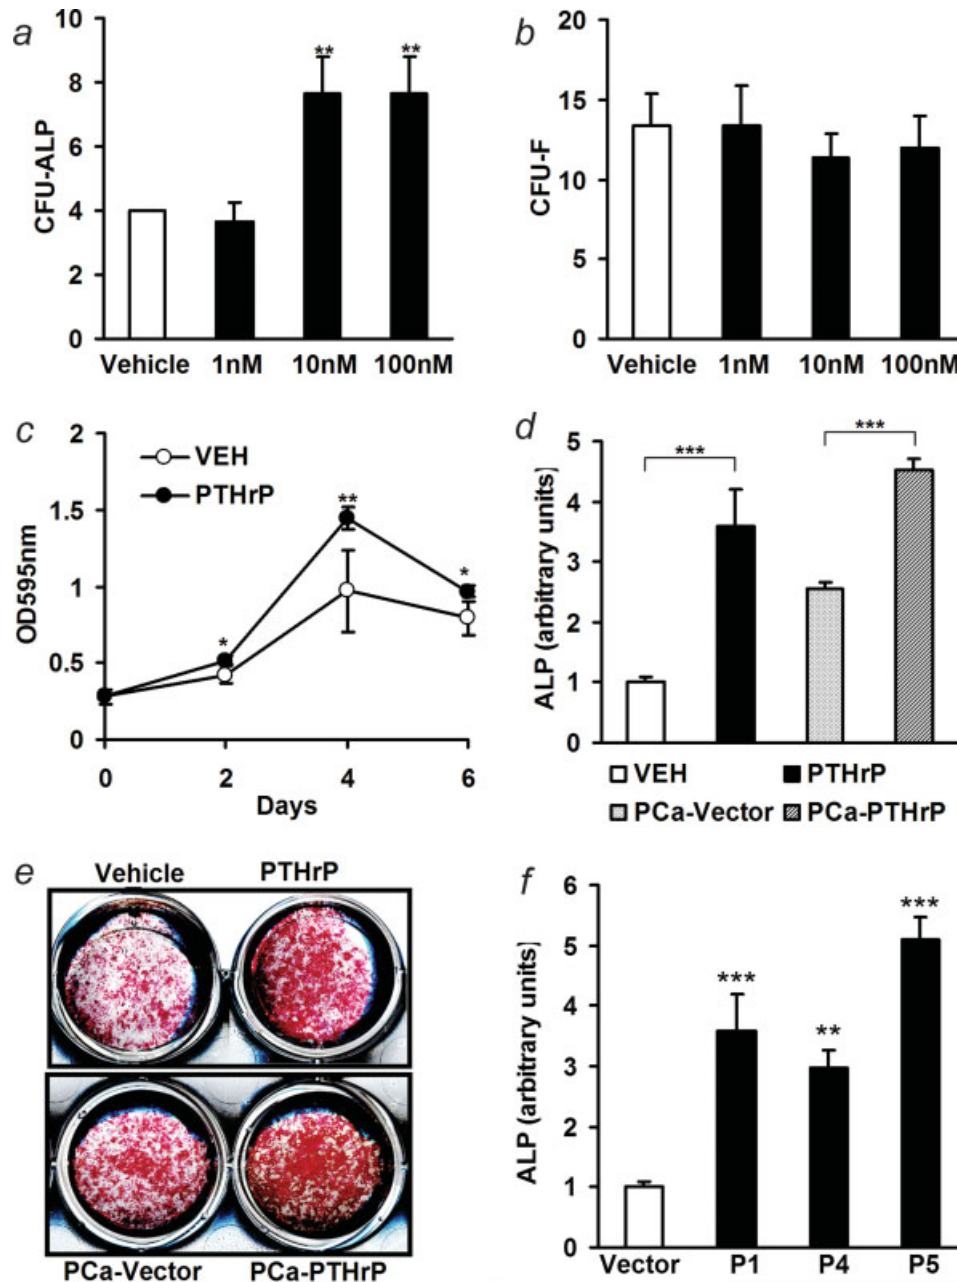 a
CFU-ALP
10
8
6
4
2
0
** **
Vehicle 1nM 10nM 100nM
b
CFU-F
20
15
10
5
0
Vehicle 1nM 10nM 100nM
c
OD595nm
2
1.5
1
0.5
0
VEH
PTHrP
* ** *
0 2 4 6
Days
d
ALP (arbitrary units)
5
4
3
2
1
0
*** ***
VEH PTHrP
PCa-Vector PCa-PTHrP
e
Vehicle PTHrP
PCa-Vector PCa-PTHrP
f
ALP (arbitrary units)
6
5
4
3
2
1
0
*** ** ***
Vector P1 P4 P5